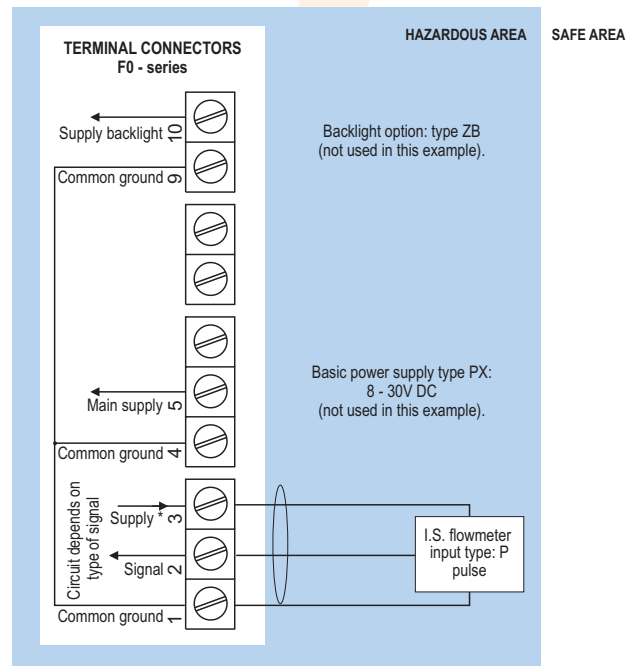 HAZARDOUS AREA
SAFE AREA
TERMINAL CONNECTORS
F0 - series
Supply backlight
10
Backlight option: type ZB
(not used in this example).
Common ground
9
Basic power supply type PX:
8 - 30V DC
(not used in this example).
Main supply
5
Common ground
4
Circuit depends on
type of signal
Supply *
3
Signal
2
Common ground
1
I.S. flowmeter
input type: P
pulse